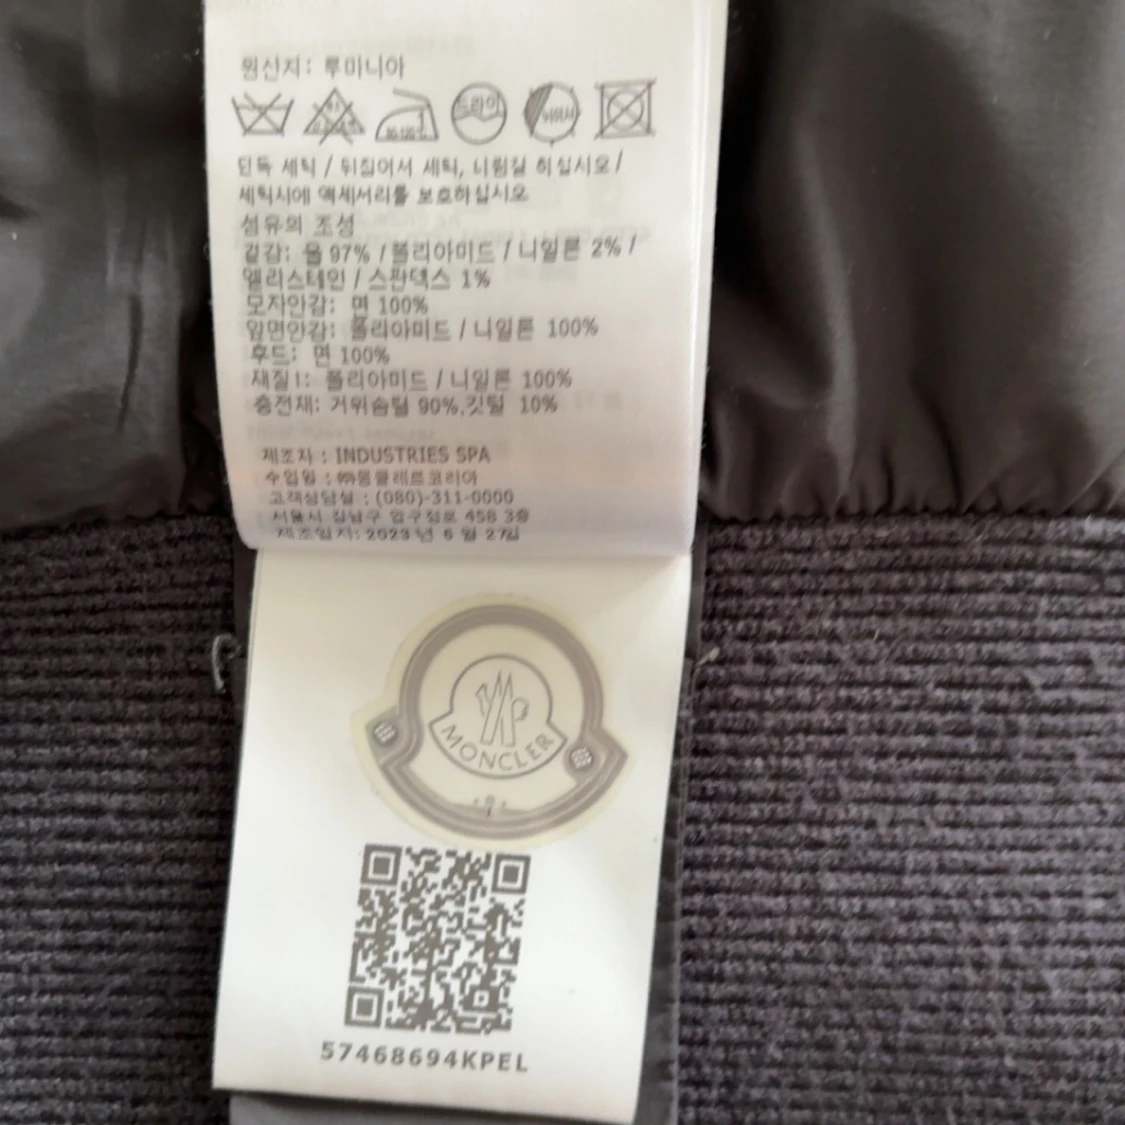 원산지: 루마니아
드라이
단독 세탁 / 뒤집어서 세탁, 다림질 하십시오 /
세탁시에 액세서리를 보호하십시오
섬유의 조성
겉감: 울 97% / 폴리아미드 / 나일론 2% /
엘라스테인 / 스판덱스 1%
모자안감: 면 100%
앞면안감: 폴리아미드 / 나일론 100%
후드: 면 100%
재질I: 폴리아미드 / 나일론 100%
충전재: 거위솜털 90%,깃털 10%
제조자 : INDUSTRIES SPA
수입원 : ㈜몽클레르코리아
고객상담실 : (080)-311-0000
서울시 강남구 압구정로 458 3층
제조일자: 2023 년 6 월 27일
MONCLER
57468694KPEL